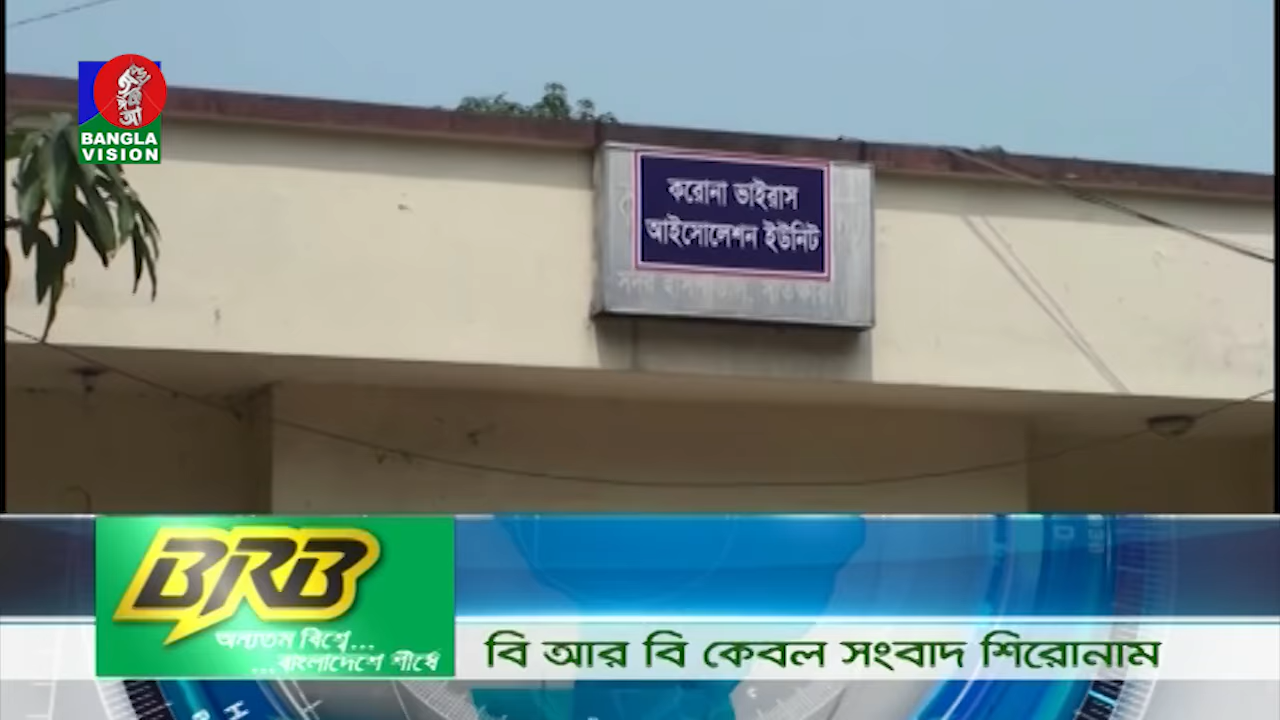 BANGLA
VISION
করোনা ভাইরাস
আইসোলেশন ইউনিট
BRB
অন্যতম বিশ্বে...
...বাংলাদেশে শীর্ষে
বি আর বি কেবল সংবাদ শিরোনাম